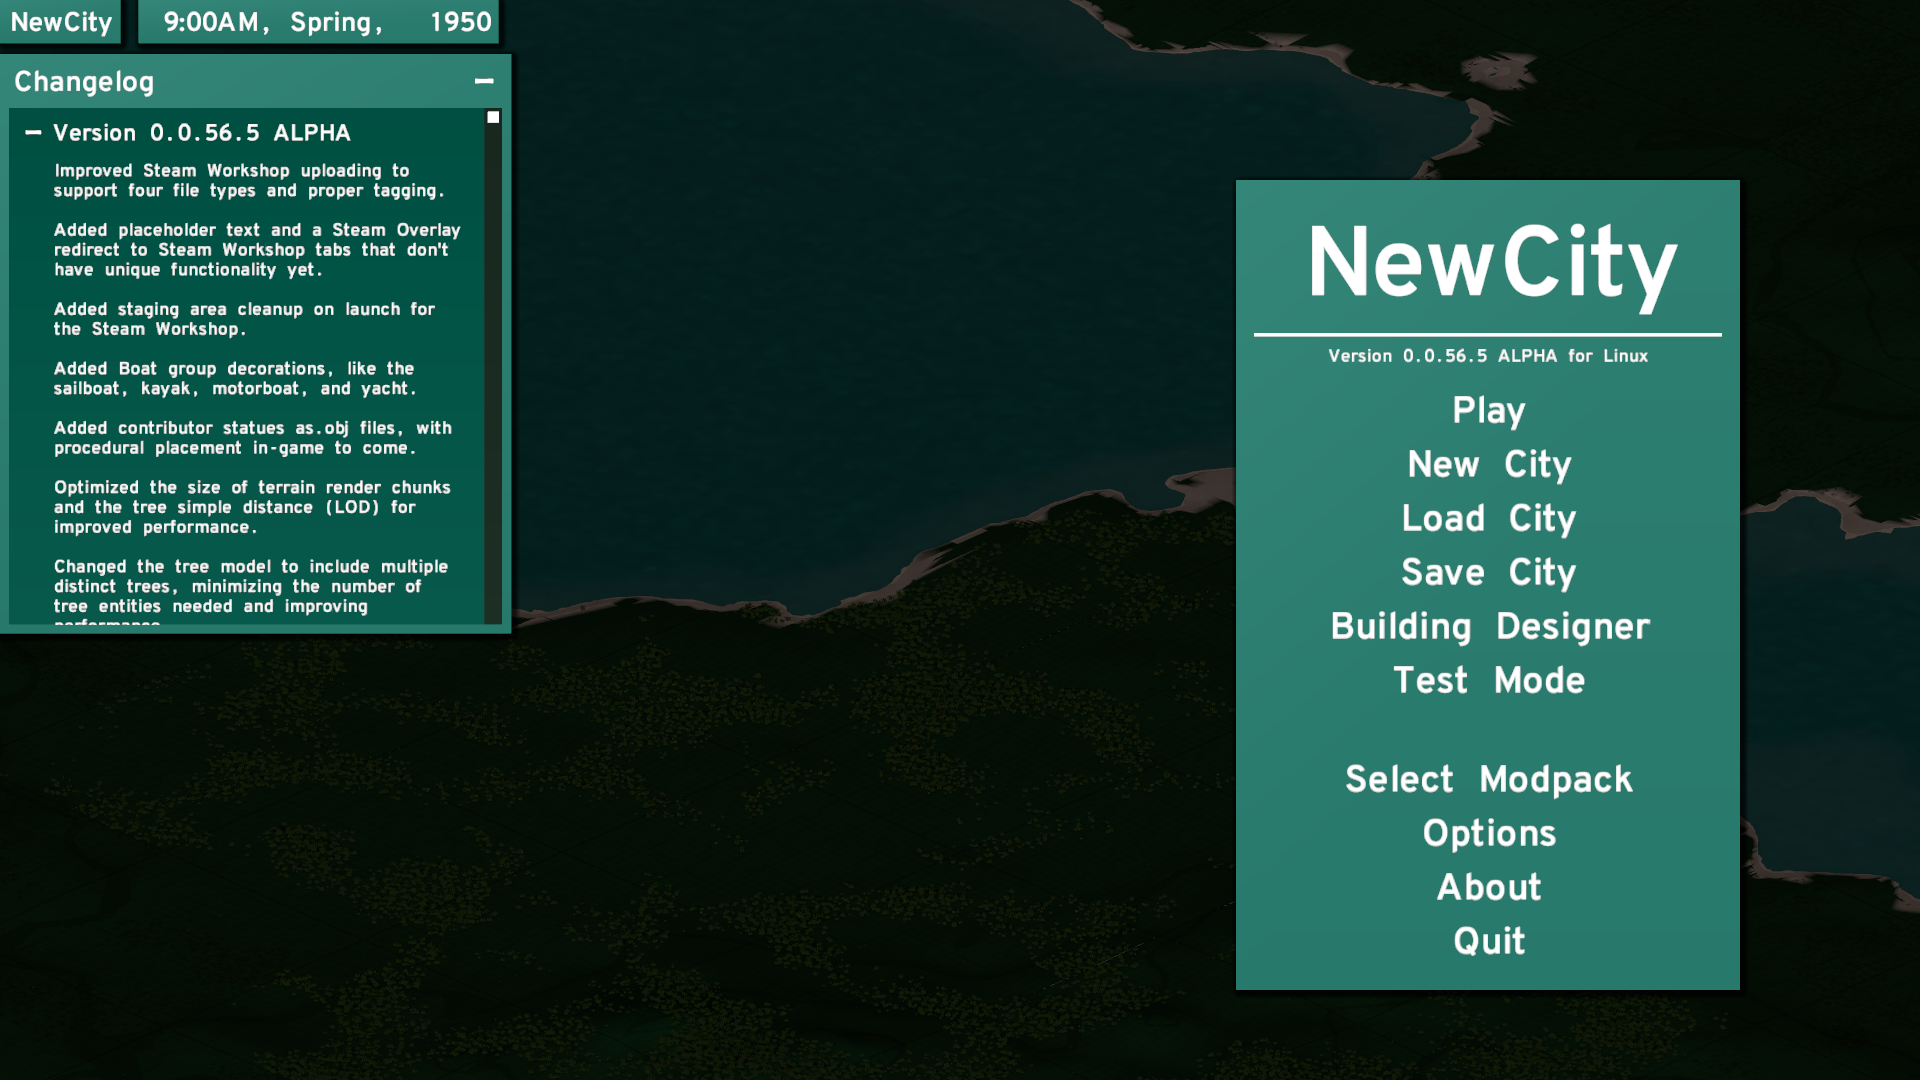 NewCity
9:00AM, Spring, 1950
Changelog
Version 0.0.56.5 ALPHA
Improved Steam Workshop uploading to
support four file types and proper tagging.
Added placeholder text and a Steam Overlay
redirect to Steam Workshop tabs that don't
have unique functionality yet.
Added staging area cleanup on launch for
the Steam Workshop.
Added Boat group decorations, like the
sailboat, kayak, motorboat, and yacht.
Added contributor statues as.obj files, with
procedural placement in-game to come.
Optimized the size of terrain render chunks
and the tree simple distance (LOD) for
improved performance.
Changed the tree model to include multiple
distinct trees, minimizing the number of
tree entities needed and improving
performance.
NewCity
Version 0.0.56.5 ALPHA for Linux
Play
New City
Load City
Save City
Building Designer
Test Mode
Select Modpack
Options
About
Quit